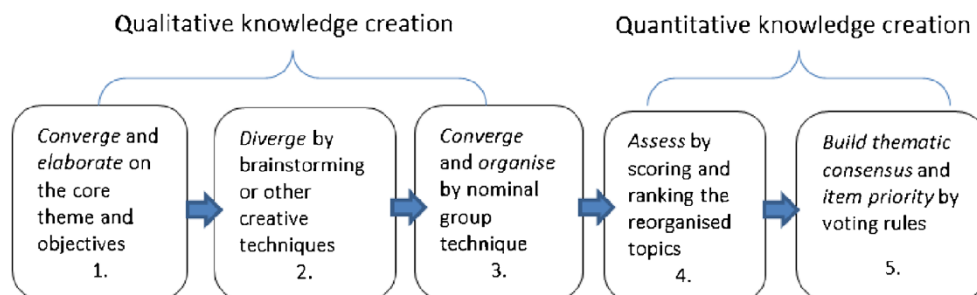 Qualitative knowledge creation
Quantitative knowledge creation
Converge and
elaborate on
the core
theme and
objectives
1.
Diverge by
brainstorming
or other
creative
techniques
2.
Converge
and organise
by nominal
group
technique
3.
Assess by
scoring and
ranking the
reorganised
topics
4.
Build thematic
consensus and
item priority by
voting rules
5.